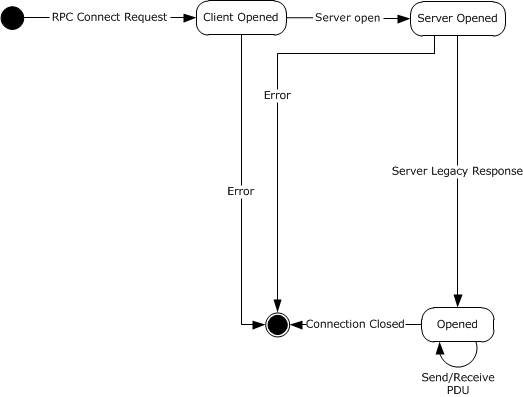 RPC Connect Request
Client Opened
Server open
Server Opened
Error
Server Legacy Response
Error
Connection Closed
Opened
Send/Receive
PDU